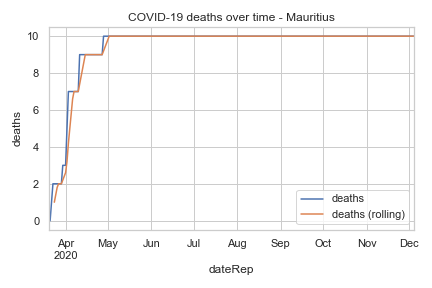 COVID-19 deaths over time - Mauritius
10
8
6
4
2
0
deaths
deaths
deaths (rolling)
Apr May Jun Jul Aug Sep Oct Nov Dec
2020
dateRep